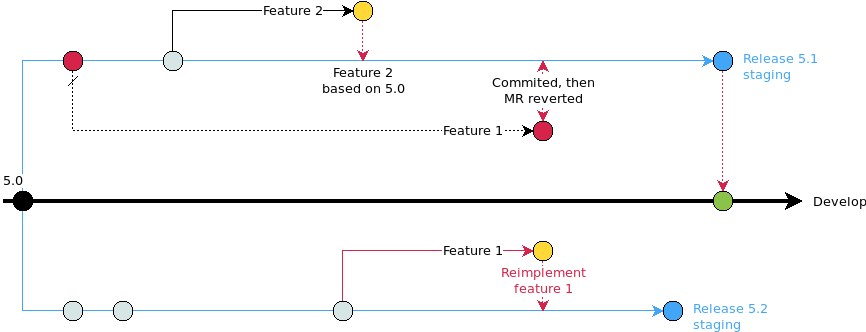 Feature 2
Release 5.1
staging
Feature 2
based on 5.0
Commited, then
MR reverted
Feature 1
5.0
Develop
Feature 1
Reimplement
feature 1
Release 5.2
staging